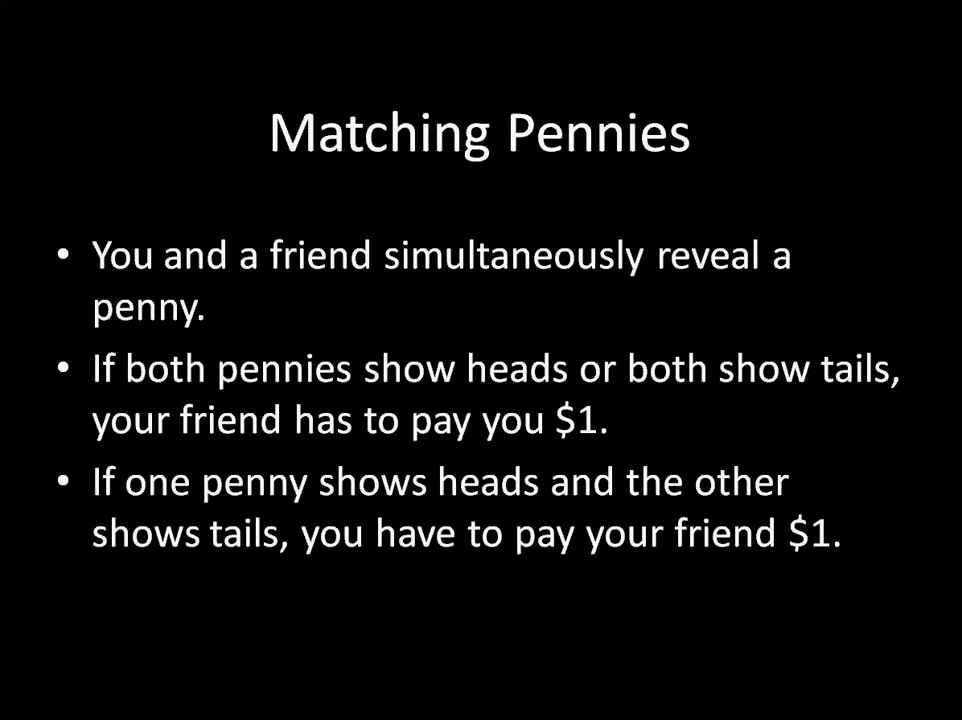 Matching Pennies
• You and a friend simultaneously reveal a
penny.
• If both pennies show heads or both show tails,
your friend has to pay you $1.
• If one penny shows heads and the other
shows tails, you have to pay your friend $1.